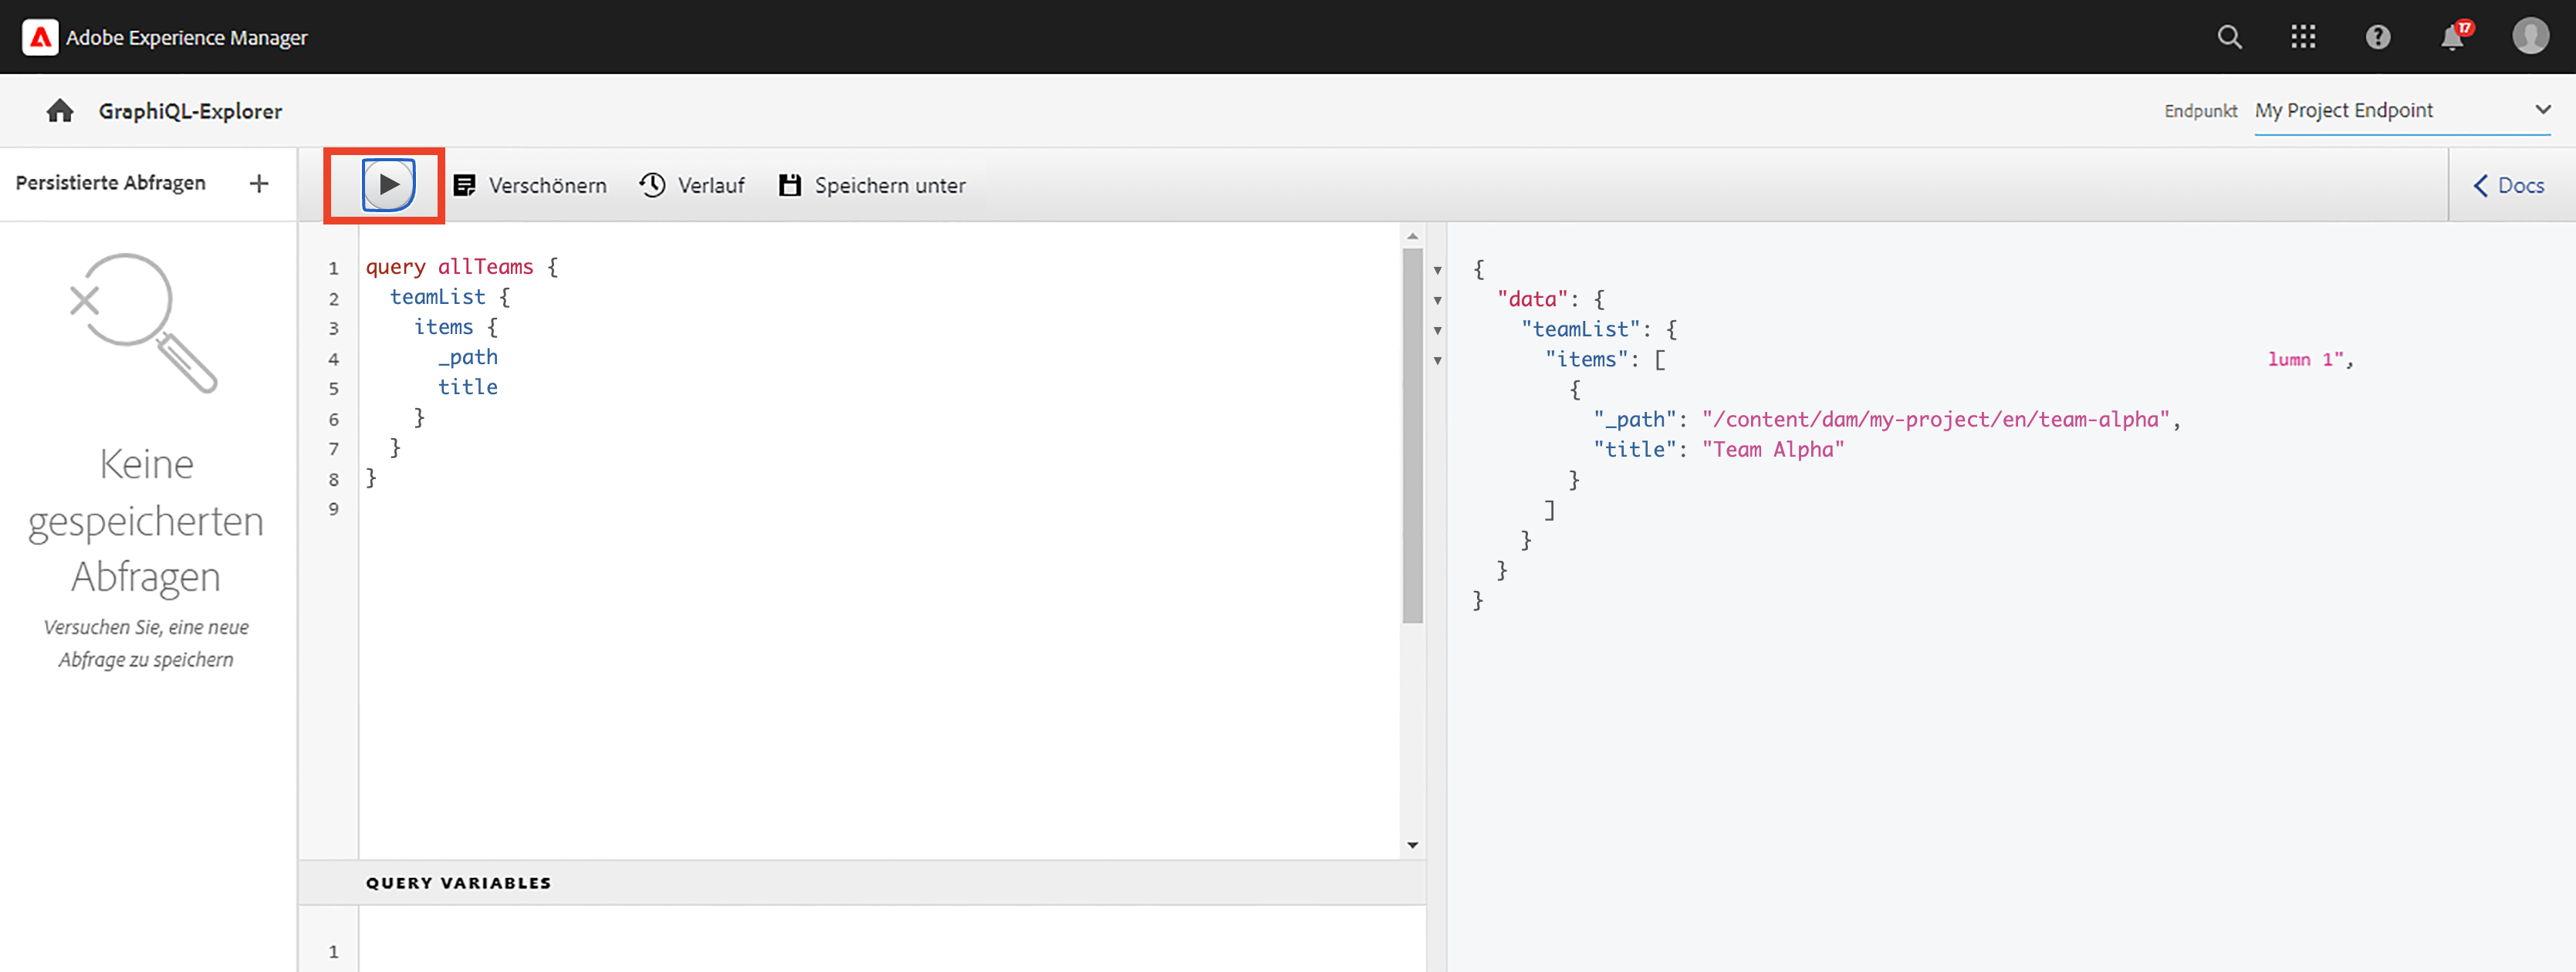 Adobe Experience Manager
17
GraphiQL-Explorer
Endpunkt My Project Endpoint
Persistierte Abfragen +
Verschönern Verlauf Speichern unter
Docs
Keine
gespeicherten
Abfragen
Versuchen Sie, eine neue
Abfrage zu speichern
1 query allTeams {
2 teamList {
3 items {
4 _path
5 title
6 }
7 }
8 }
9
QUERY VARIABLES
1
{
"data": {
"teamList": {
"items": [
lumn 1",
{
"_path": "/content/dam/my-project/en/team-alpha",
"title": "Team Alpha"
}
]
}
}
}